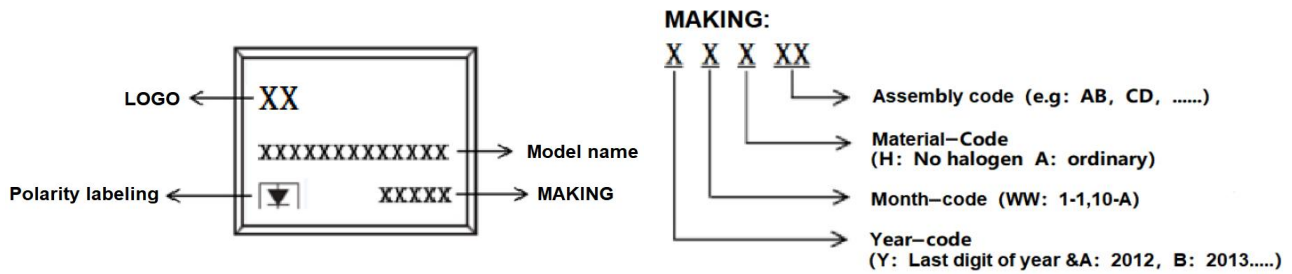 MAKING:
X X X XX
LOGO
XX
Assembly code (e.g: AB, CD, ......)
XXXXXXXXXXXXX
Model name
Material-Code
(H: No halogen A: ordinary)
Polarity labeling
XXXXX
MAKING
Month-code (WW: 1-1,10-A)
Year-code
(Y: Last digit of year &A: 2012, B: 2013.....)